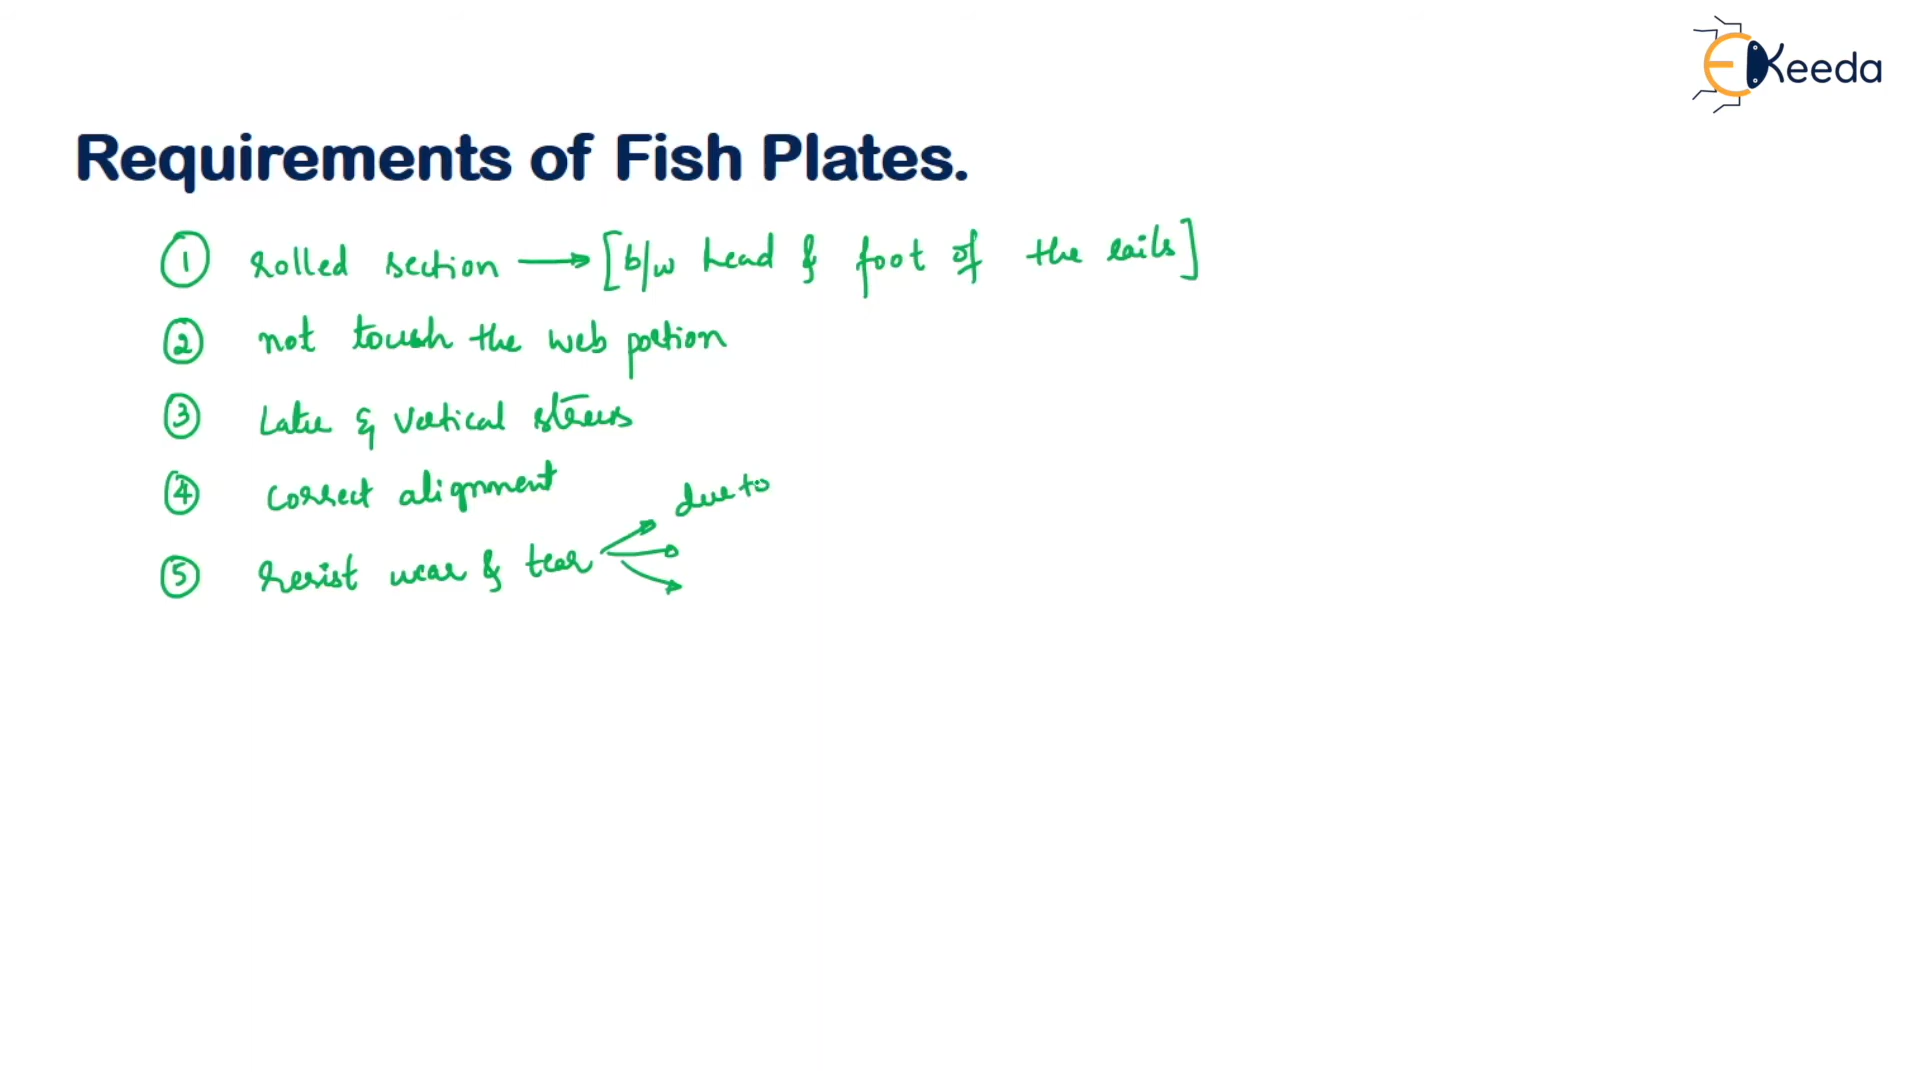 EKeeda
Requirements of Fish Plates.
① Rolled section → [b/w head & foot of the rails]
② not touch the web portion
③ Late & vertical stress
④ correct alignment
due to
⑤ Resist wear & tear